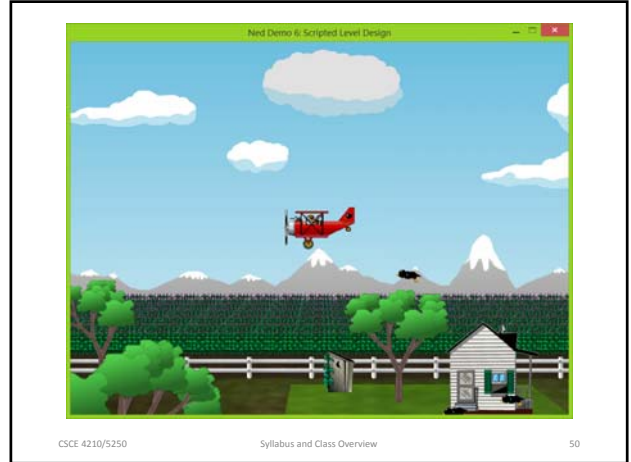 Ned Demo 6: Scripted Level Design
CSCE 4210/5250 Syllabus and Class Overview 50